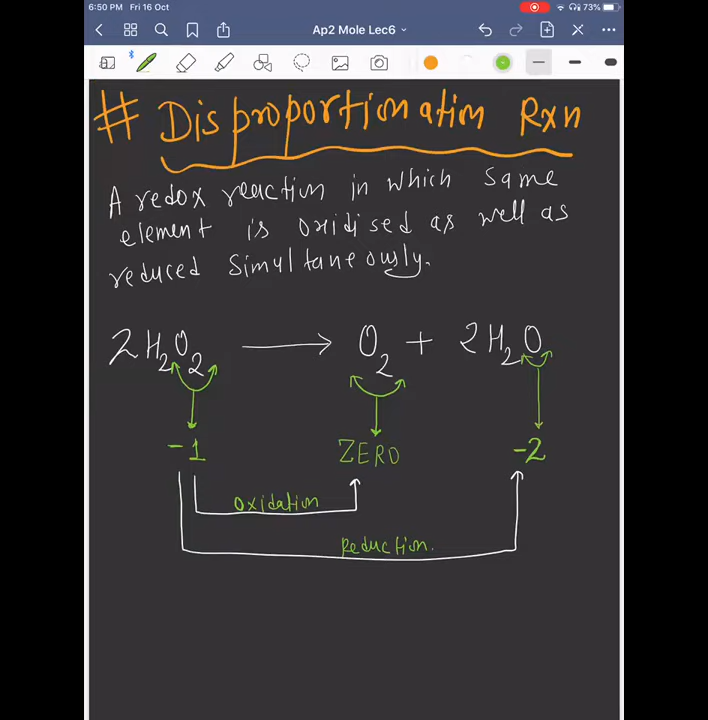 6:50 PM Fri 16 Oct 73%
Ap2 Mole Lec6
# Disproportionation Rxn
A redox reaction in which same
element is oxidised as well as
reduced simultaneously.
2H₂O₂ → O₂ + 2H₂O
-1 ZERO -2
oxidation
Reduction.